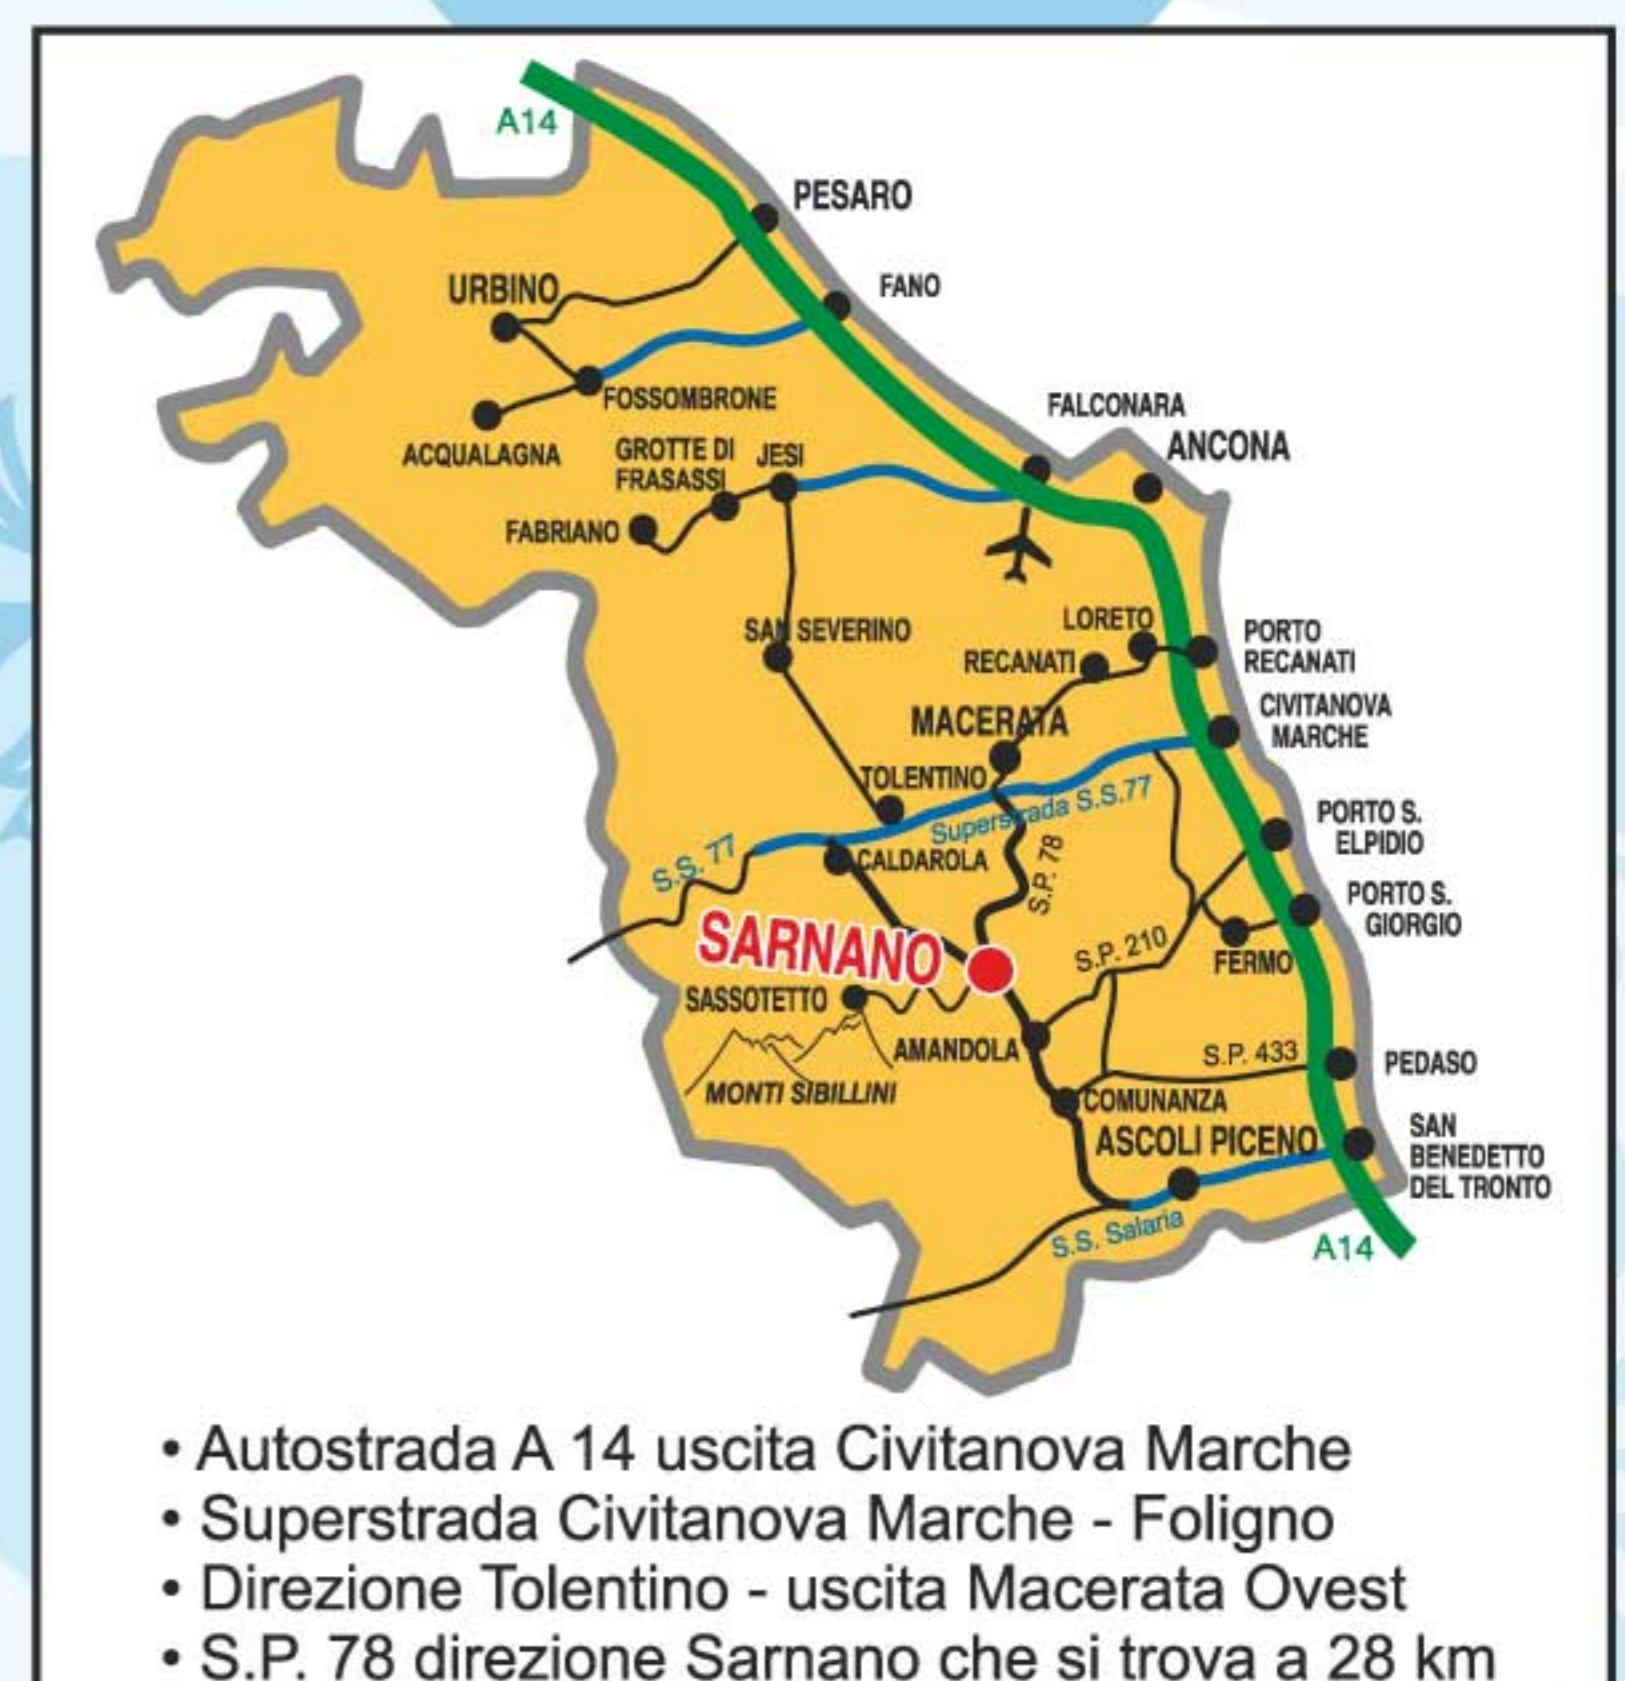 A14
PESARO
URBINO
FANO
FOSSOMBRONE
FALCONARA
ANCONA
ACQUALAGNA
GROTTE DI
FRASASSI
JESI
FABRIANO
SAN SEVERINO
LORETO
RECANATI
PORTO
RECANATI
MACERATA
CIVITANOVA
MARCHE
TOLENTINO
Superstrada S.S.77
S.S. 77
CALDAROLA
S.P. 78
PORTO S.
ELPIDIO
PORTO S.
GIORGIO
SARNANO
S.P. 210
FERMO
SASSOTETTO
AMANDOLA
MONTI SIBILLINI
S.P. 433
PEDASO
COMUNANZA
ASCOLI PICENO
SAN
BENEDETTO
DEL TRONTO
S.S. Salaria
A14
• Autostrada A 14 uscita Civitanova Marche
• Superstrada Civitanova Marche - Foligno
• Direzione Tolentino - uscita Macerata Ovest
• S.P. 78 direzione Sarnano che si trova a 28 km